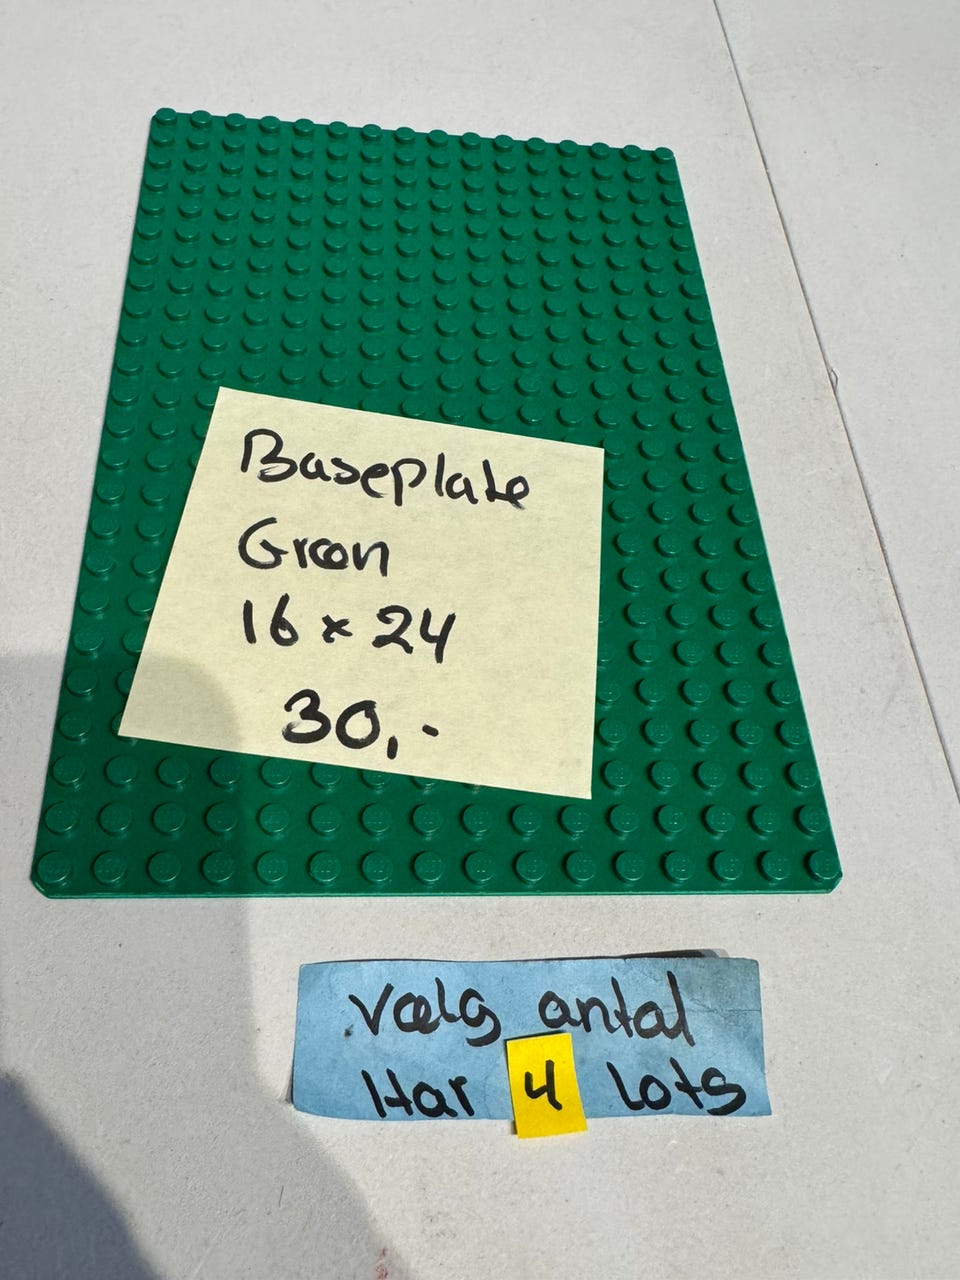 Baseplate
Grøn
16 x 24
30,-
Vælg antal
Har 4 lots